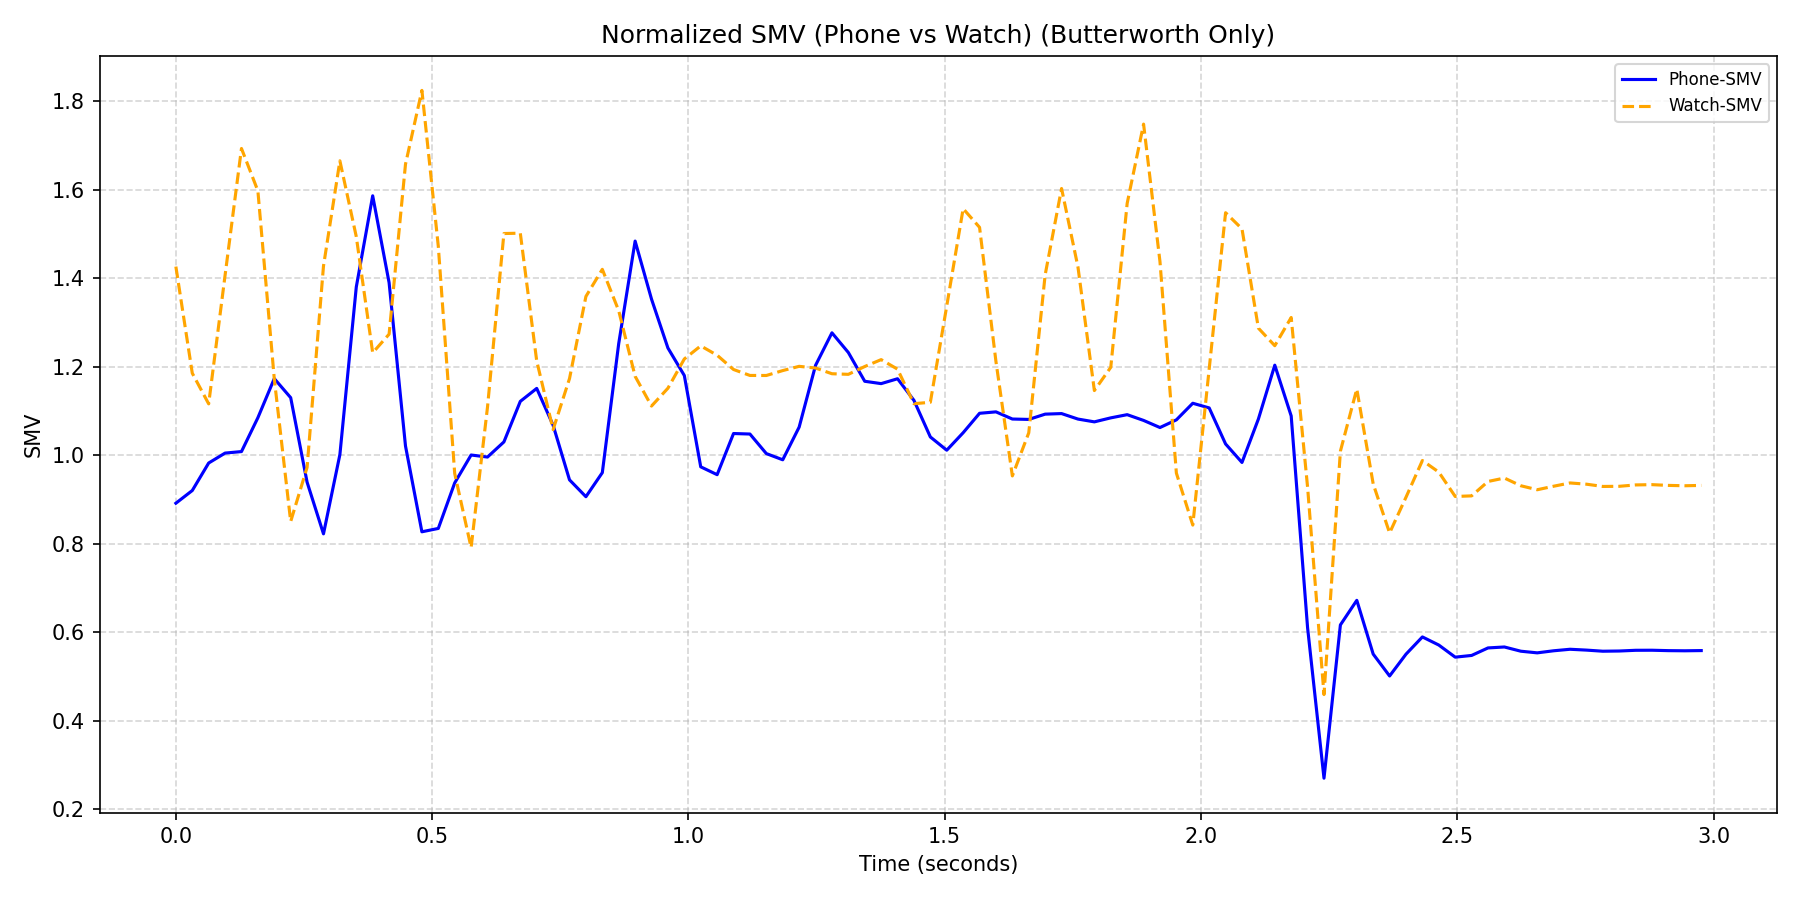 Normalized SMV (Phone vs Watch) (Butterworth Only)
Phone-SMV
Watch-SMV
SMV
1.8
1.6
1.4
1.2
1.0
0.8
0.6
0.4
0.2
0.0 0.5 1.0 1.5 2.0 2.5 3.0
Time (seconds)